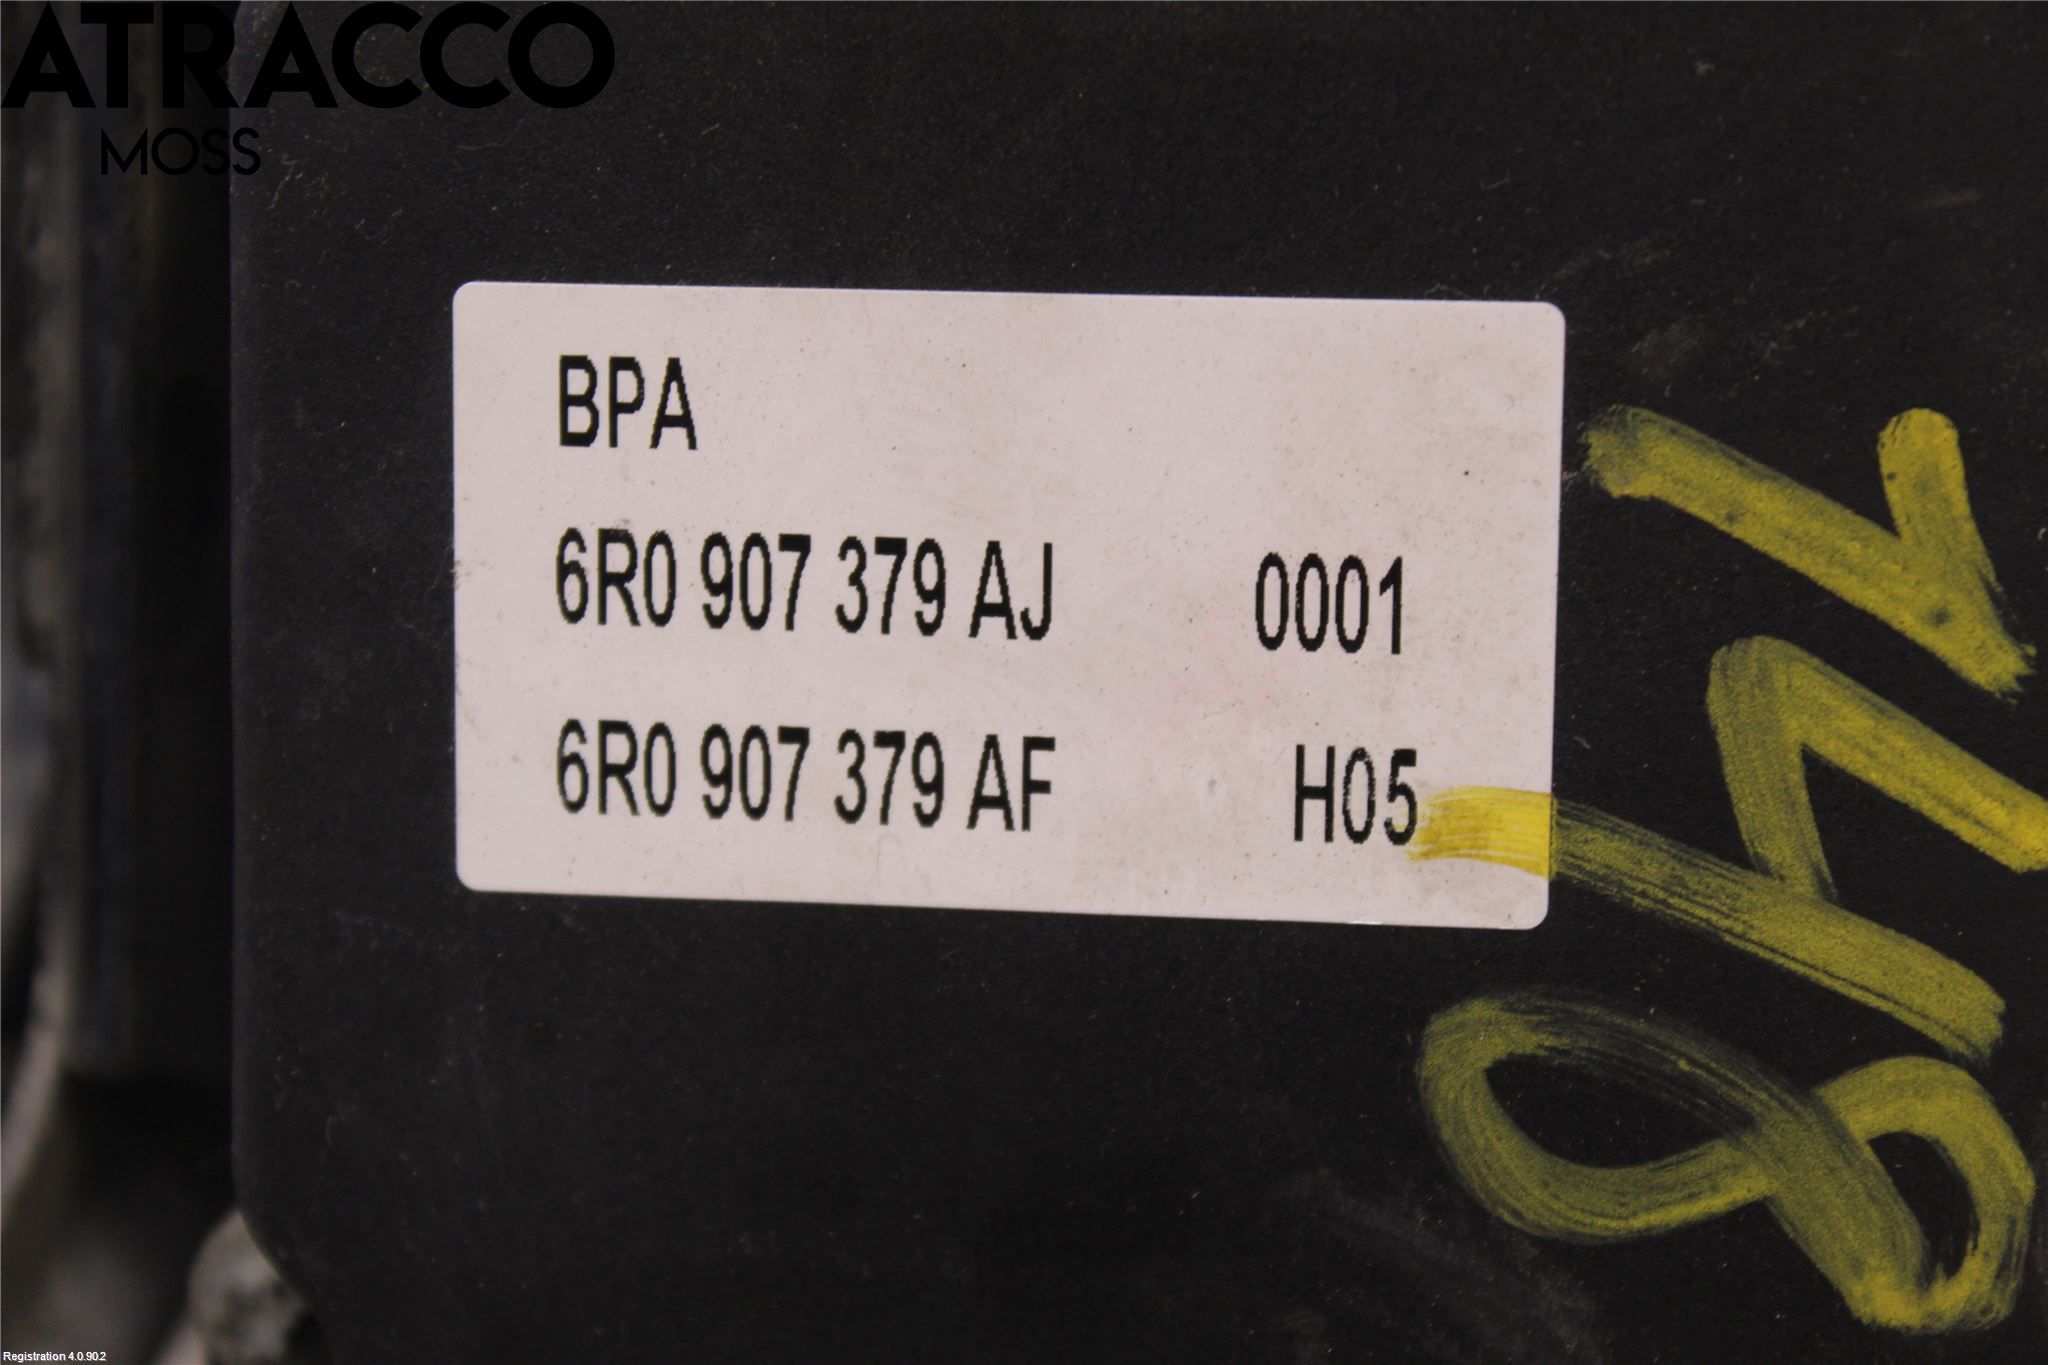 ATRACCO
MOSS
BPA
6R0 907 379 AJ 0001
6R0 907 379 AF H05
Registration 4.0.90.2